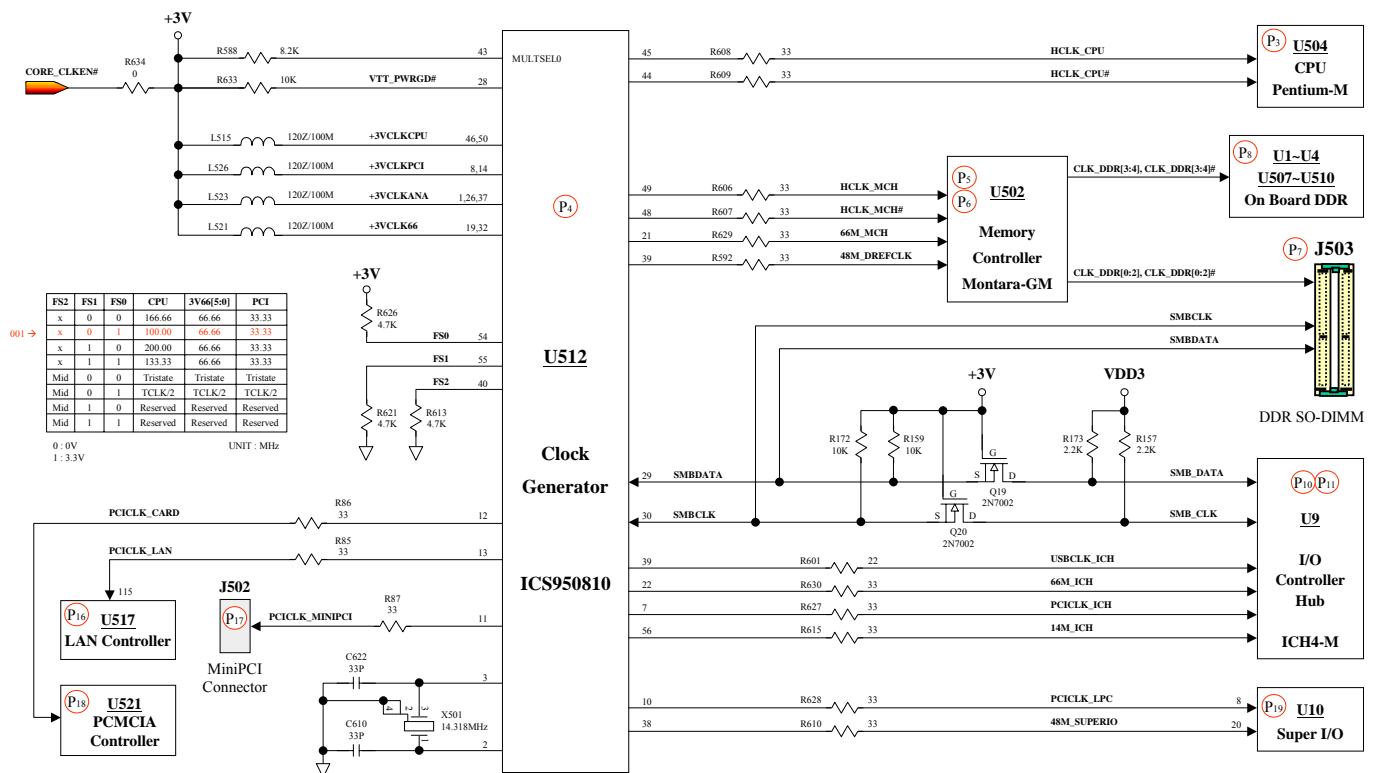 +3V
CORE_CLKEN#
R634
0
R588 8.2K 43
R633 10K VTT_PWRGD# 28
L515 120Z/100M +3VCLKCPU 46,50
L526 120Z/100M +3VCLKPCI 8,14
L523 120Z/100M +3VCLKANA 1,26,37
L521 120Z/100M +3VCLK66 19,32
MULTSEL0
P4
U512
Clock
Generator
ICS950810
45 R608 33 HCLK_CPU
44 R609 33 HCLK_CPU#
P3 U504
CPU
Pentium-M
49 R606 33 HCLK_MCH
48 R607 33 HCLK_MCH#
21 R629 33 66M_MCH
39 R592 33 48M_DREFCLK
P5
P6
U502
Memory
Controller
Montara-GM
CLK_DDR[3:4], CLK_DDR[3:4]#
P8 U1~U4
U507~U510
On Board DDR
CLK_DDR[0:2], CLK_DDR[0:2]#
P7 J503
SMBCLK
SMBDATA
DDR SO-DIMM
+3V
R626
4.7K
FS0 54
FS1 55
FS2 40
R621
4.7K
R613
4.7K
FS2 FS1 FS0 CPU 3V66[5:0] PCI
x 0 0 166.66 66.66 33.33
001 → x 0 1 100.00 66.66 33.33
x 1 0 200.00 66.66 33.33
x 1 1 133.33 66.66 33.33
Mid 0 0 Tristate Tristate Tristate
Mid 0 1 TCLK/2 TCLK/2 TCLK/2
Mid 1 0 Reserved Reserved Reserved
Mid 1 1 Reserved Reserved Reserved
0 : 0V UNIT : MHz
1 : 3.3V
+3V
VDD3
R172
10K
R159
10K
R173
2.2K
R157
2.2K
G
S D
Q19
2N7002
G
S D
Q20
2N7002
29 SMBDATA
SMB_DATA
30 SMBCLK
SMB_CLK
39 R601 22 USBCLK_ICH
22 R630 33 66M_ICH
7 R627 33 PCICLK_ICH
56 R615 33 14M_ICH
P10 P11
U9
I/O
Controller
Hub
ICH4-M
10 R628 33 PCICLK_LPC 8
38 R610 33 48M_SUPERIO 20
P19 U10
Super I/O
PCICLK_CARD R86
33
12
PCICLK_LAN R85
33
13
115
P16 U517
LAN Controller
J502
P17
PCICLK_MINIPCI R87
33
11
MiniPCI
Connector
P18 U521
PCMCIA
Controller
C622
33P
3
C610
33P
2
4 2 3
1
X501
14.318MHz